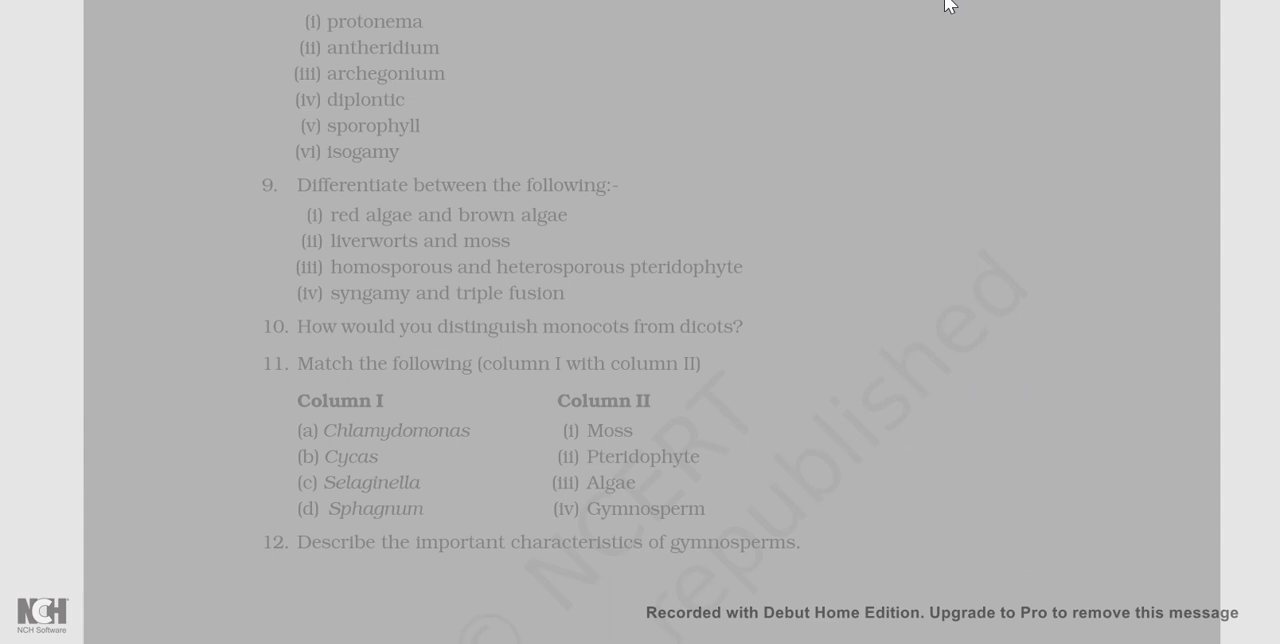 (i) protonema
(ii) antheridium
(iii) archegonium
(iv) diplontic
(v) sporophyll
(vi) isogamy
9. Differentiate between the following:-
(i) red algae and brown algae
(ii) liverworts and moss
(iii) homosporous and heterosporous pteridophyte
(iv) syngamy and triple fusion
10. How would you distinguish monocots from dicots?
11. Match the following (column I with column II)
Column I Column II
(a) Chlamydomonas (i) Moss
(b) Cycas (ii) Pteridophyte
(c) Selaginella (iii) Algae
(d) Sphagnum (iv) Gymnosperm
12. Describe the important characteristics of gymnosperms.
© NCERT
republished
NCH
NCH Software
Recorded with Debut Home Edition. Upgrade to Pro to remove this message